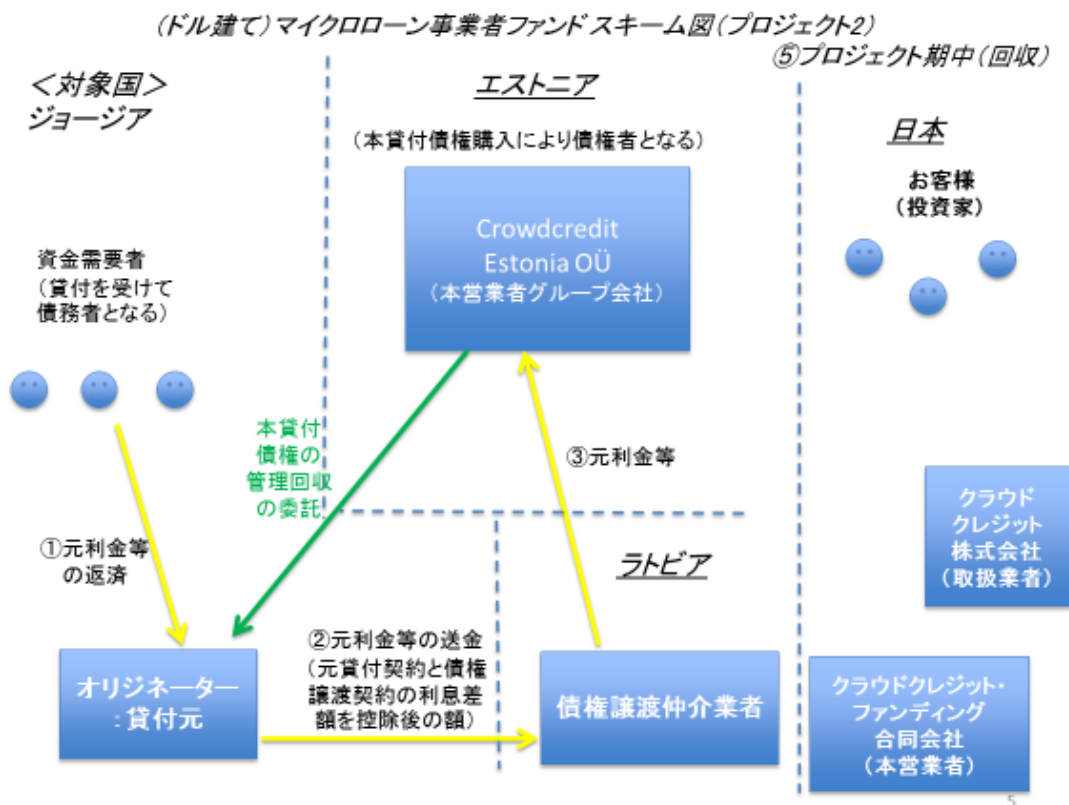 (ドル建て)マイクロローン事業者ファンドスキーム図(プロジェクト2)
⑤プロジェクト期中(回収)
＜対象国＞
ジョージア
エストニア
日本
(本貸付債権購入により債権者となる)
お客様
(投資家)
Crowdcredit
Estonia OÜ
(本営業者グループ会社)
資金需要者
(貸付を受けて
債務者となる)
本貸付
債権の
管理回収
の委託
③元利金等
①元利金等
の返済
ラトビア
クラウド
クレジット
株式会社
(取扱業者)
②元利金等の送金
(元貸付契約と債権
譲渡契約の利息差
額を控除後の額)
オリジネーター
：貸付元
債権譲渡仲介業者
クラウドクレジット・
ファンディング
合同会社
(本営業者)
5